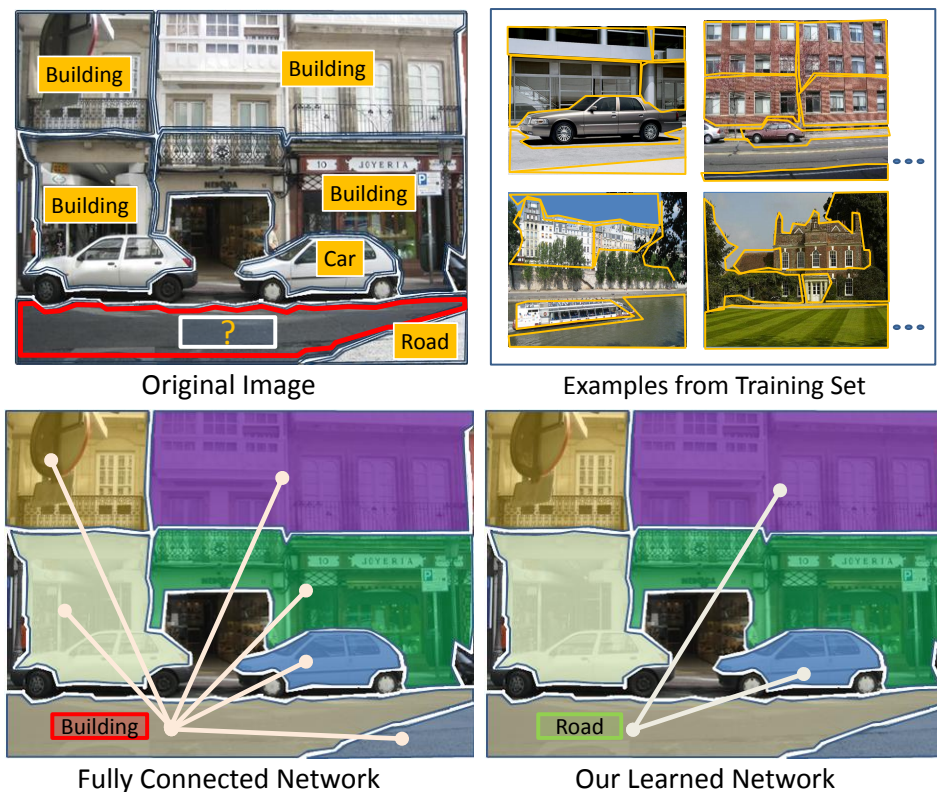 Building
Building
Building
Building
Car
?
Road
10 JOYERIA
P
Original Image
Examples from Training Set
10 JOYERIA
P
Building
Fully Connected Network
10 JOYERIA
P
Road
Our Learned Network